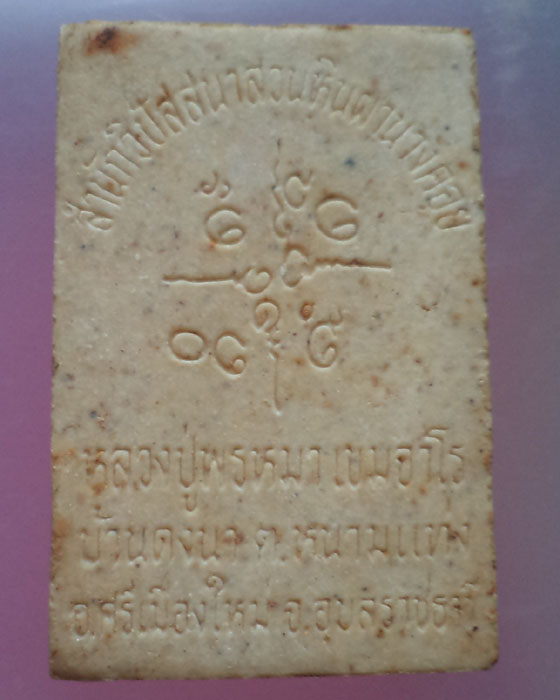 สำนักวิปัสสนาสวนหินผานางคอย
หลวงปู่พรหมา เขมจาโร
บ้านดงนา ต.หนามแท่ง
อ.ศรีเมืองใหม่ จ.อุบลราชธานี